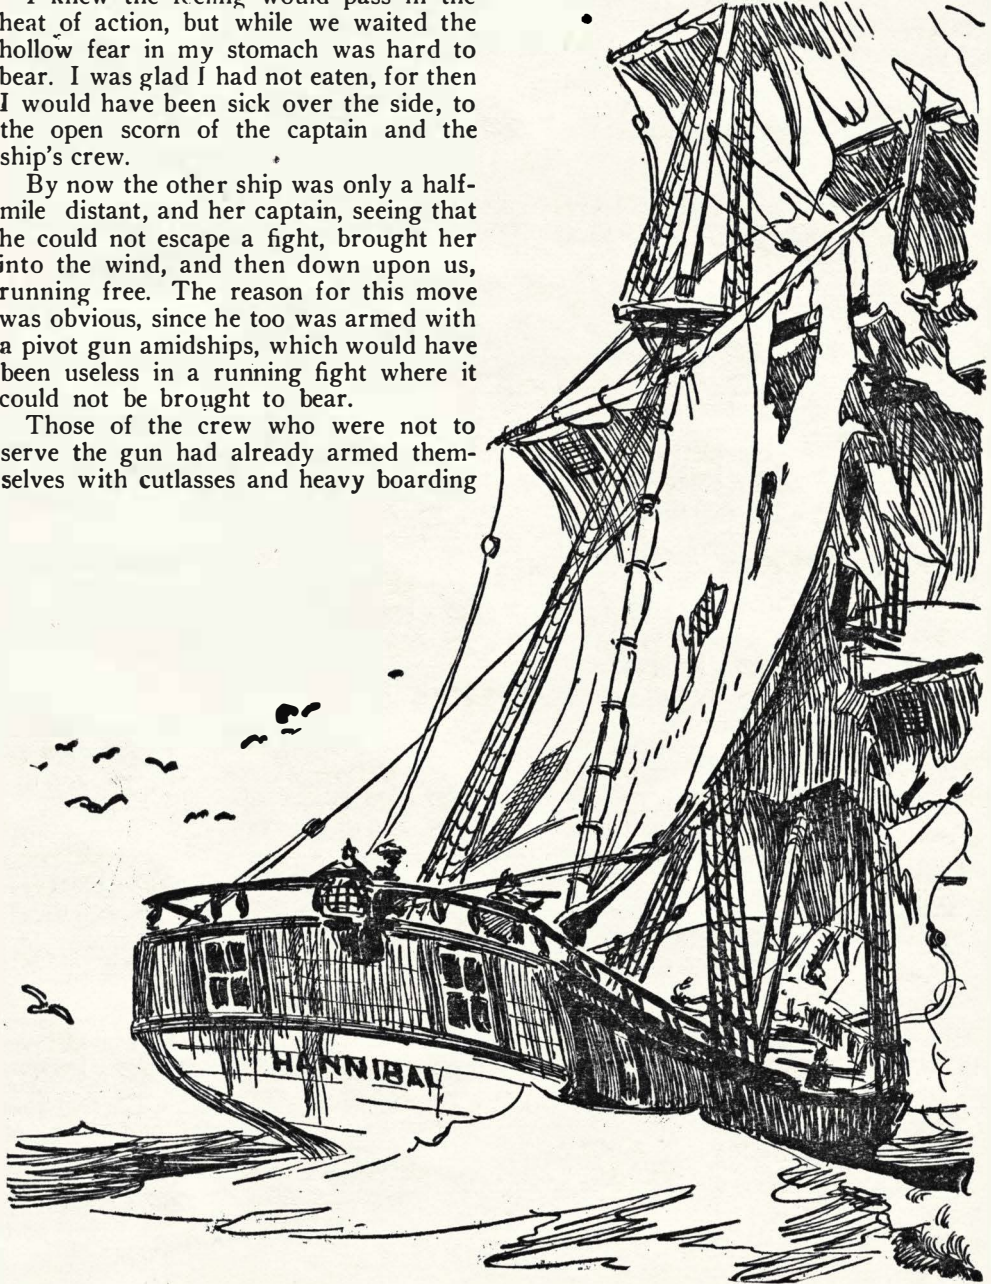 I knew the feeling would pass in the
heat of action, but while we waited the
hollow fear in my stomach was hard to
bear. I was glad I had not eaten, for then
I would have been sick over the side, to
the open scorn of the captain and the
ship's crew.
By now the other ship was only a half-
mile distant, and her captain, seeing that
he could not escape a fight, brought her
into the wind, and then down upon us,
running free. The reason for this move
was obvious, since he too was armed with
a pivot gun amidships, which would have
been useless in a running fight where it
could not be brought to bear.
Those of the crew who were not to
serve the gun had already armed them-
selves with cutlasses and heavy boarding
HANNIBAL